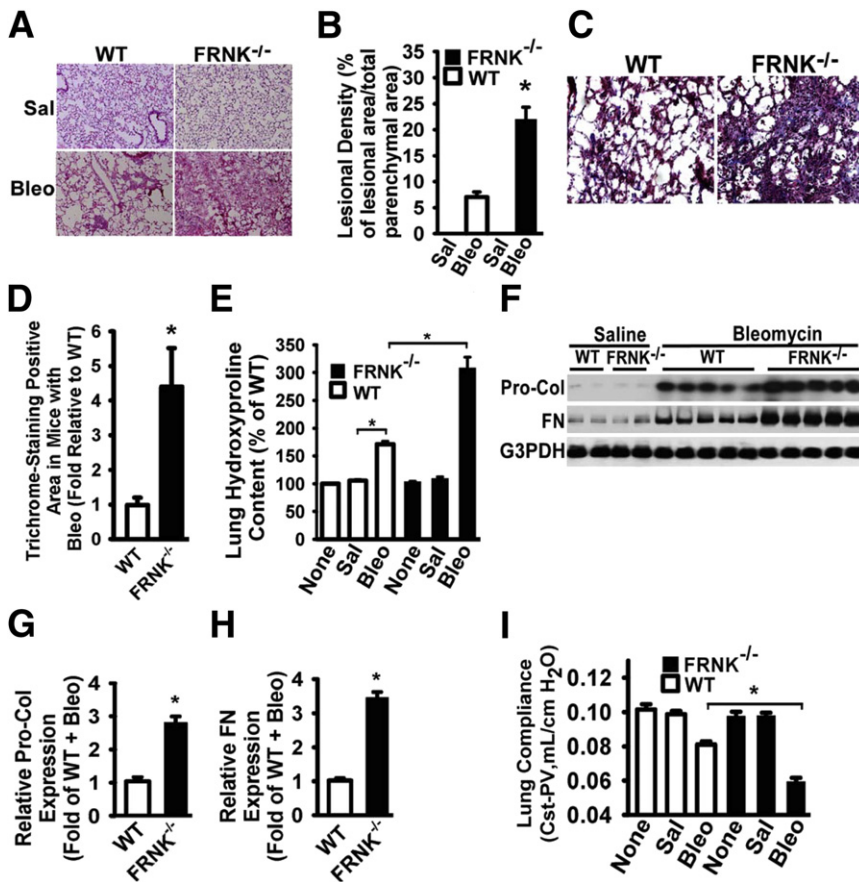 A
WT FRNK-/-
Sal
Bleo
B
Lesional Density (%
of lesional area/total
parenchymal area)
35
30
25
20
15
10
5
0
FRNK-/-
WT
*
Sal
Bleo
Sal
Bleo
C
WT FRNK-/-
D
Trichrome-Staining Positive
Area in Mice with
Bleo (Fold Relative to WT)
6
5
4
3
2
1
0
*
WT
FRNK-/-
E
Lung Hydroxyproline
Content (% of WT)
350
300
250
200
150
100
50
0
FRNK-/-
WT
*
*
None
Sal
Bleo
None
Sal
Bleo
F
Saline Bleomycin
WT FRNK-/- WT FRNK-/-
Pro-Col
FN
G3PDH
G
Relative Pro-Col
Expression
(Fold of WT + Bleo)
4
3
2
1
0
*
WT
FRNK-/-
H
Relative FN
Expression
(Fold of WT + Bleo)
4
3
2
1
0
*
WT
FRNK-/-
I
Lung Compliance
(Cst-PV,mL/cm H2O)
0.10
0.08
0.06
0.04
FRNK-/-
WT
*
None
Sal
Bleo
None
Sal
Bleo